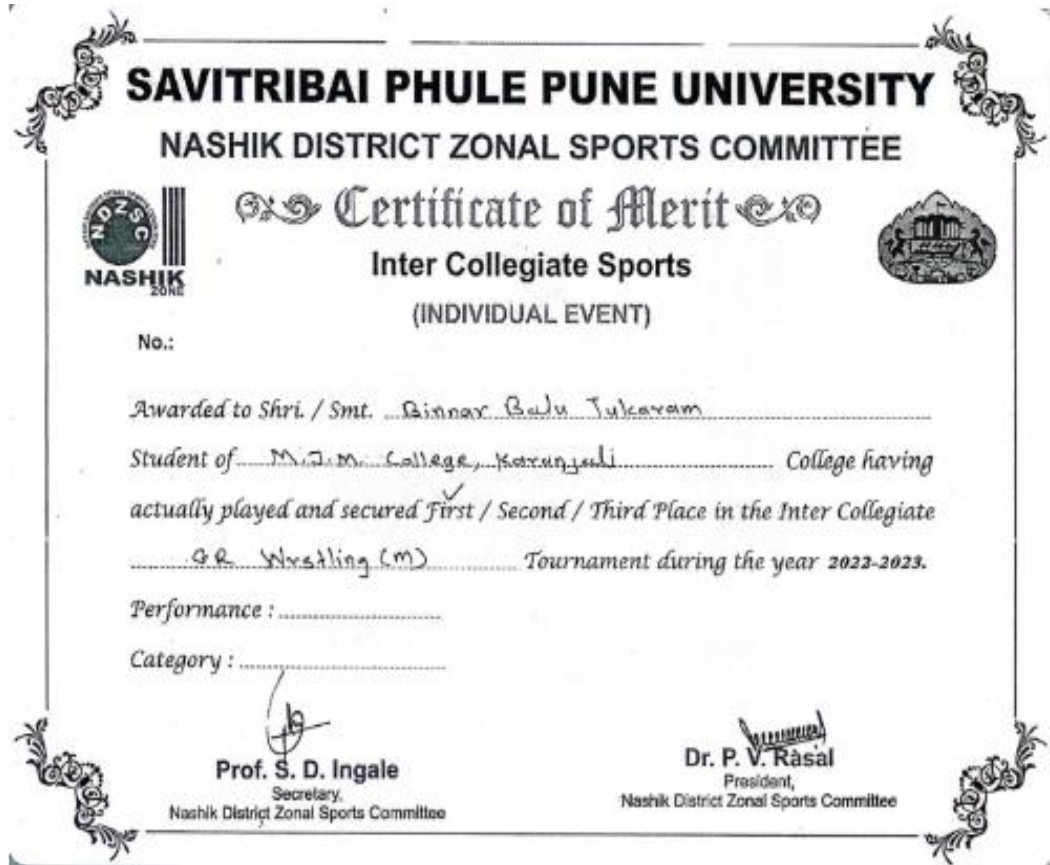 SAVITRIBAI PHULE PUNE UNIVERSITY
NASHIK DISTRICT ZONAL SPORTS COMMITTEE
NDZSC
NASHIK
ZONE
Certificate of Merit
Inter Collegiate Sports
(INDIVIDUAL EVENT)
No.:
Awarded to Shri. / Smt. Binnar Balu Tukaram
Student of M.J.M. College, Karanjali College having
actually played and secured First / Second / Third Place in the Inter Collegiate
GR Wrstling (M) Tournament during the year 2022-2023.
Performance :
Category :
Prof. S. D. Ingale
Secretary,
Nashik District Zonal Sports Committee
Dr. P. V. Rasal
President,
Nashik District Zonal Sports Committee